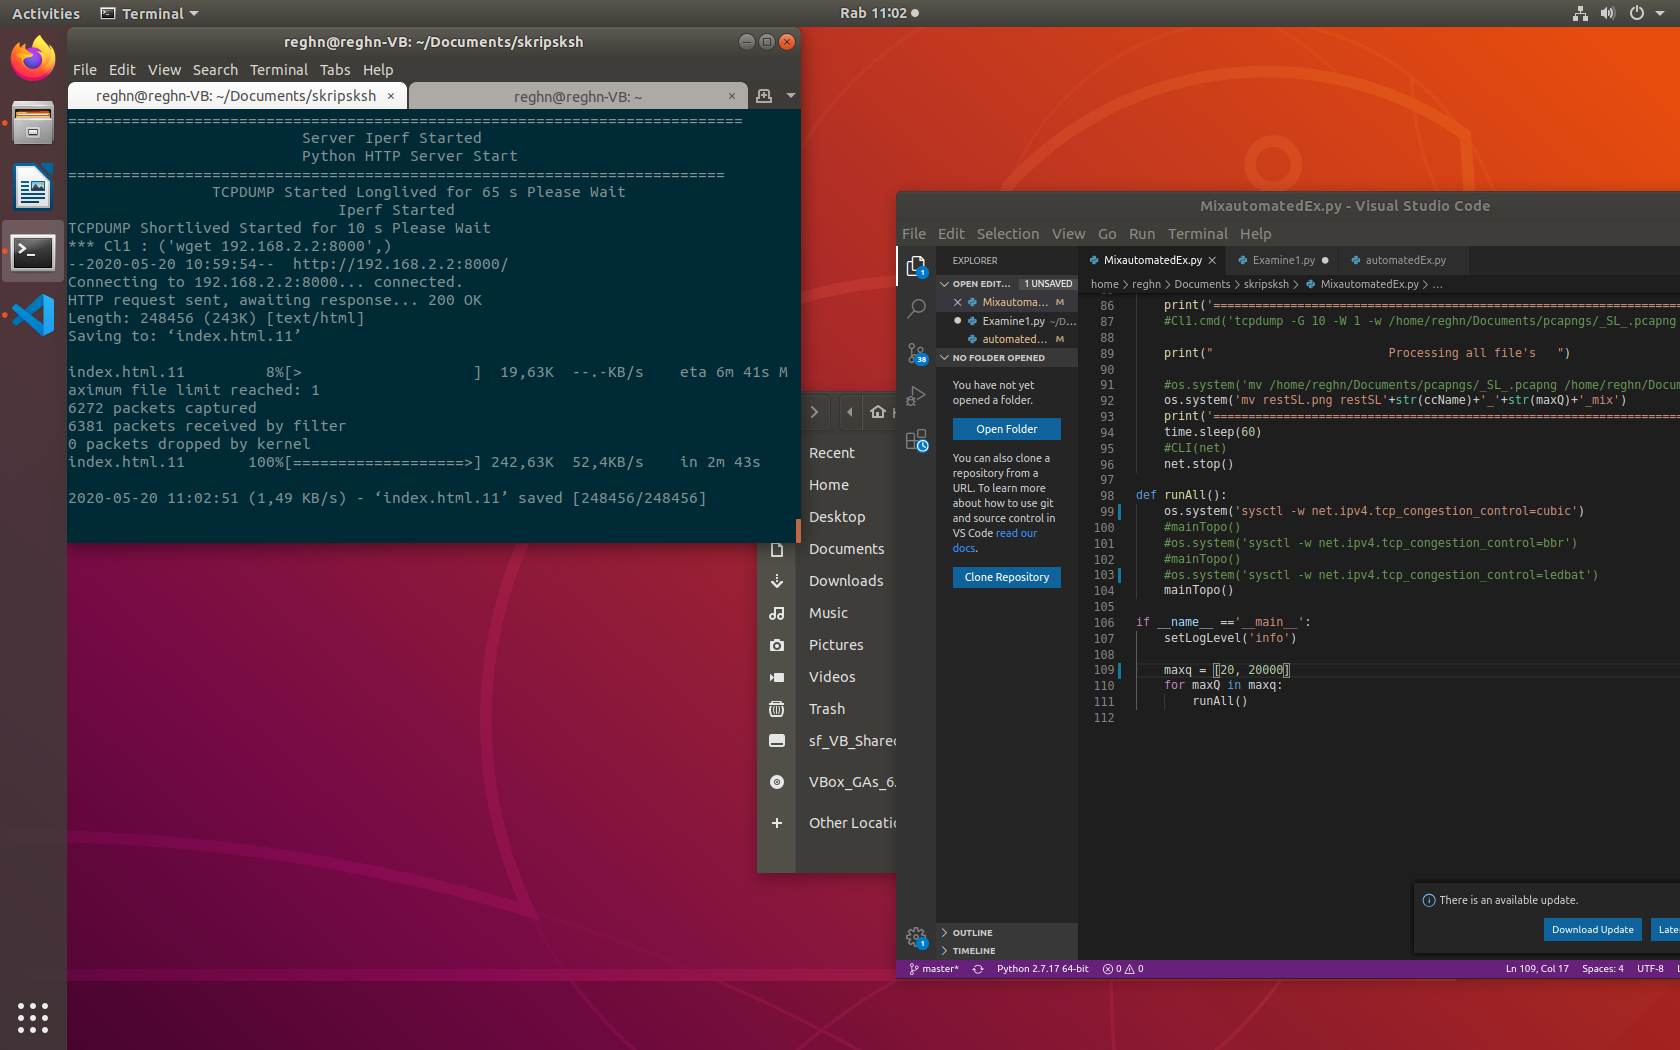 Activities
Terminal
Rab 11:02
reghn@reghn-VB: ~/Documents/skripsksh
File Edit View Search Terminal Tabs Help
reghn@reghn-VB: ~/Documents/skripsksh ×
reghn@reghn-VB: ~ ×
===========================================================================
Server Iperf Started
Python HTTP Server Start
=========================================================================
TCPDUMP Started Longlived for 65 s Please Wait
Iperf Started
TCPDUMP Shortlived Started for 10 s Please Wait
*** Cl1 : ('wget 192.168.2.2:8000',)
--2020-05-20 10:59:54--  http://192.168.2.2:8000/
Connecting to 192.168.2.2:8000... connected.
HTTP request sent, awaiting response... 200 OK
Length: 248456 (243K) [text/html]
Saving to: ‘index.html.11’
index.html.11         8%[>                   ]  19,63K  --.-KB/s    eta 6m 41s M
aximum file limit reached: 1
6272 packets captured
6381 packets received by filter
0 packets dropped by kernel
index.html.11       100%[===================>] 242,63K  52,4KB/s    in 2m 43s
2020-05-20 11:02:51 (1,49 KB/s) - ‘index.html.11’ saved [248456/248456]
Recent
Home
Desktop
Documents
Downloads
Music
Pictures
Videos
Trash
sf_VB_Shared
VBox_GAs_6.
Other Locatio
MixautomatedEx.py - Visual Studio Code
File Edit Selection View Go Run Terminal Help
EXPLORER
OPEN EDIT... 1 UNSAVED
Mixautoma... M
Examine1.py ~/D...
automated... M
NO FOLDER OPENED
You have not yet
opened a folder.
Open Folder
You can also clone a
repository from a
URL. To learn more
about how to use git
and source control in
VS Code read our
docs.
Clone Repository
OUTLINE
TIMELINE
1
38
1
MixautomatedEx.py
Examine1.py
automatedEx.py
home > reghn > Documents > skripsksh > MixautomatedEx.py > ...
86 print('==================================================================
87 #Cl1.cmd('tcpdump -G 10 -W 1 -w /home/reghn/Documents/pcapngs/_SL_.pcapng
88
89 print("                         Processing all file's   ")
90
91 #os.system('mv /home/reghn/Documents/pcapngs/_SL_.pcapng /home/reghn/Docu
92 os.system('mv restSL.png restSL'+str(ccName)+'_'+str(maxQ)+'_mix')
93 print('==================================================================
94 time.sleep(60)
95 #CLI(net)
96 net.stop()
97
98 def runAll():
99 os.system('sysctl -w net.ipv4.tcp_congestion_control=cubic')
100 #mainTopo()
101 #os.system('sysctl -w net.ipv4.tcp_congestion_control=bbr')
102 #mainTopo()
103 #os.system('sysctl -w net.ipv4.tcp_congestion_control=ledbat')
104 mainTopo()
105
106 if __name__ =='__main__':
107 setLogLevel('info')
108
109 maxq = [20, 20000]
110 for maxQ in maxq:
111 runAll()
112
There is an available update.
Download Update
Late
master*
Python 2.7.17 64-bit
0
0
Ln 109, Col 17
Spaces: 4
UTF-8